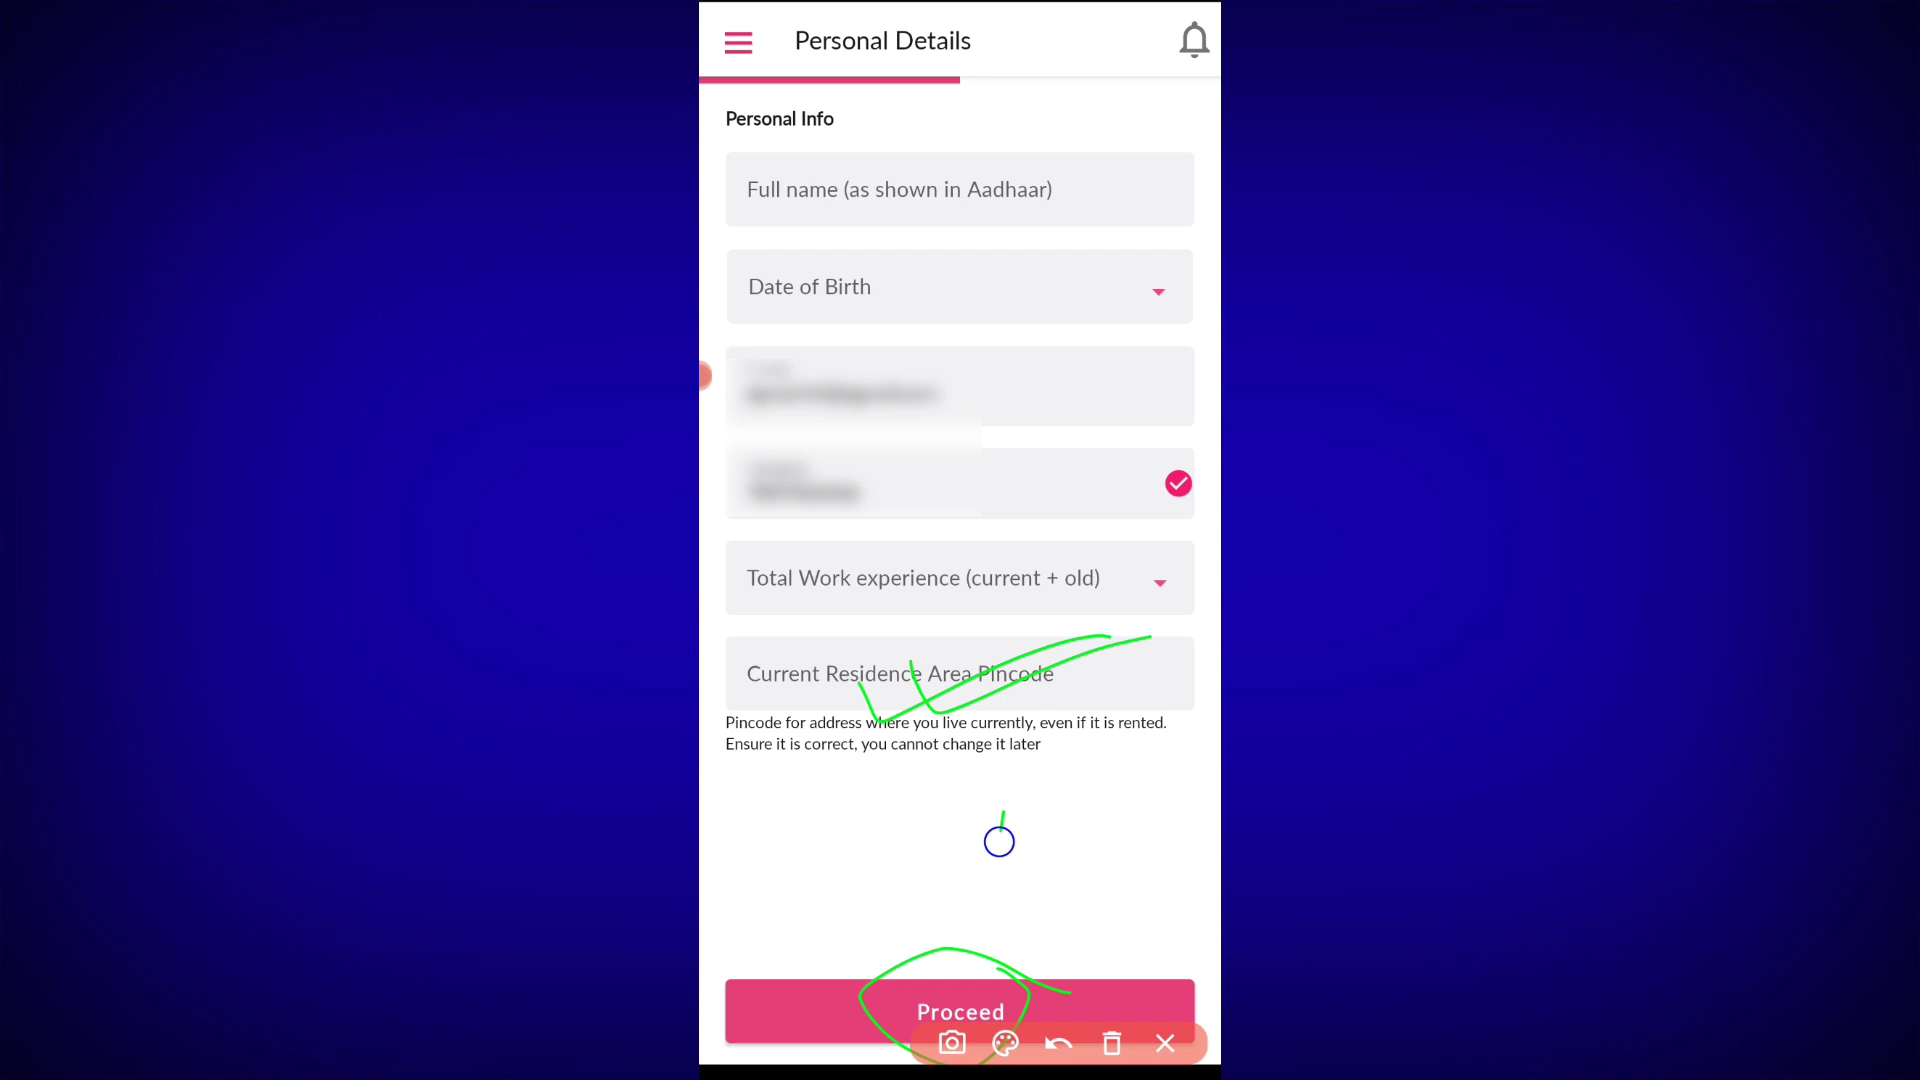 Personal Details
Personal Info
Full name (as shown in Aadhaar)
Date of Birth
Total Work experience (current + old)
Current Residence Area Pincode
Pincode for address where you live currently, even if it is rented.
Ensure it is correct, you cannot change it later
Proceed